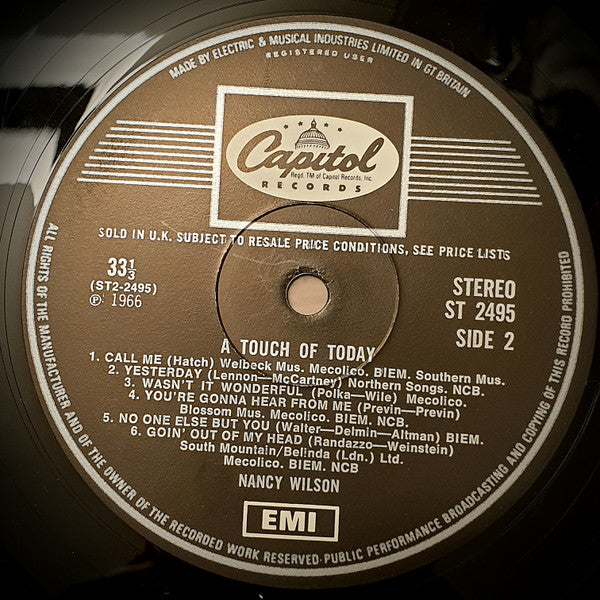 MADE BY ELECTRIC & MUSICAL INDUSTRIES LIMITED IN GT. BRITAIN
REGISTERED USER
Capitol
Regd. TM of Capitol Records, Inc.
RECORDS
SOLD IN U.K. SUBJECT TO RESALE PRICE CONDITIONS, SEE PRICE LISTS
33⅓
(ST2-2495)
Ⓟ 1966
STEREO
ST 2495
SIDE 2
A TOUCH OF TODAY
1. CALL ME (Hatch) Welbeck Mus. Mecolico. BIEM. Southern Mus.
2. YESTERDAY (Lennon—McCartney) Northern Songs. NCB.
3. WASN'T IT WONDERFUL (Polka—Wile) Mecolico.
4. YOU'RE GONNA HEAR FROM ME (Previn—Previn)
Blossom Mus. Mecolico. BIEM. NCB.
5. NO ONE ELSE BUT YOU (Walter—Delmin—Altman) BIEM.
6. GOIN' OUT OF MY HEAD (Randazzo—Weinstein)
South Mountain/Belinda (Ldn.) Ltd.
Mecolico. BIEM. NCB
NANCY WILSON
EMI
ALL RIGHTS OF THE MANUFACTURER AND OF THE OWNER OF THE RECORDED WORK RESERVED·PUBLIC PERFORMANCE BROADCASTING AND COPYING OF THIS RECORD PROHIBITED